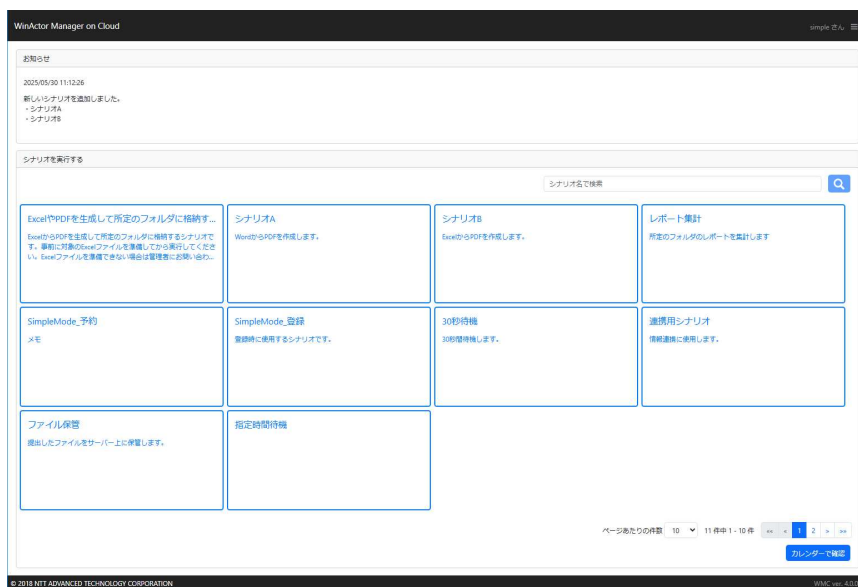 WinActor Manager on Cloud
simple さん
お知らせ
2025/05/30 11:12:26
新しいシナリオを追加しました。
・シナリオA
・シナリオB
シナリオを実行する
シナリオ名で検索
ExcelやPDFを生成して所定のフォルダに格納す...
ExcelからPDFを生成して所定のフォルダに格納するシナリオで
す。事前に対象のExcelファイルを準備してから実行してくださ
い。Excelファイルを準備できない場合は管理者にお問い合わ...
シナリオA
WordからPDFを作成します。
シナリオB
ExcelからPDFを作成します。
レポート集計
所定のフォルダのレポートを集計します
SimpleMode_予約
メモ
SimpleMode_登録
登録時に使用するシナリオです。
30秒待機
30秒間待機します。
連携用シナリオ
情報連携に使用します。
ファイル保管
提出したファイルをサーバー上に保管します。
指定時間待機
ページあたりの件数 10 11 件中 1 - 10 件 «« « 1 2 » »»
カレンダーで確認
© 2018 NTT ADVANCED TECHNOLOGY CORPORATION
WMC ver. 4.0.0